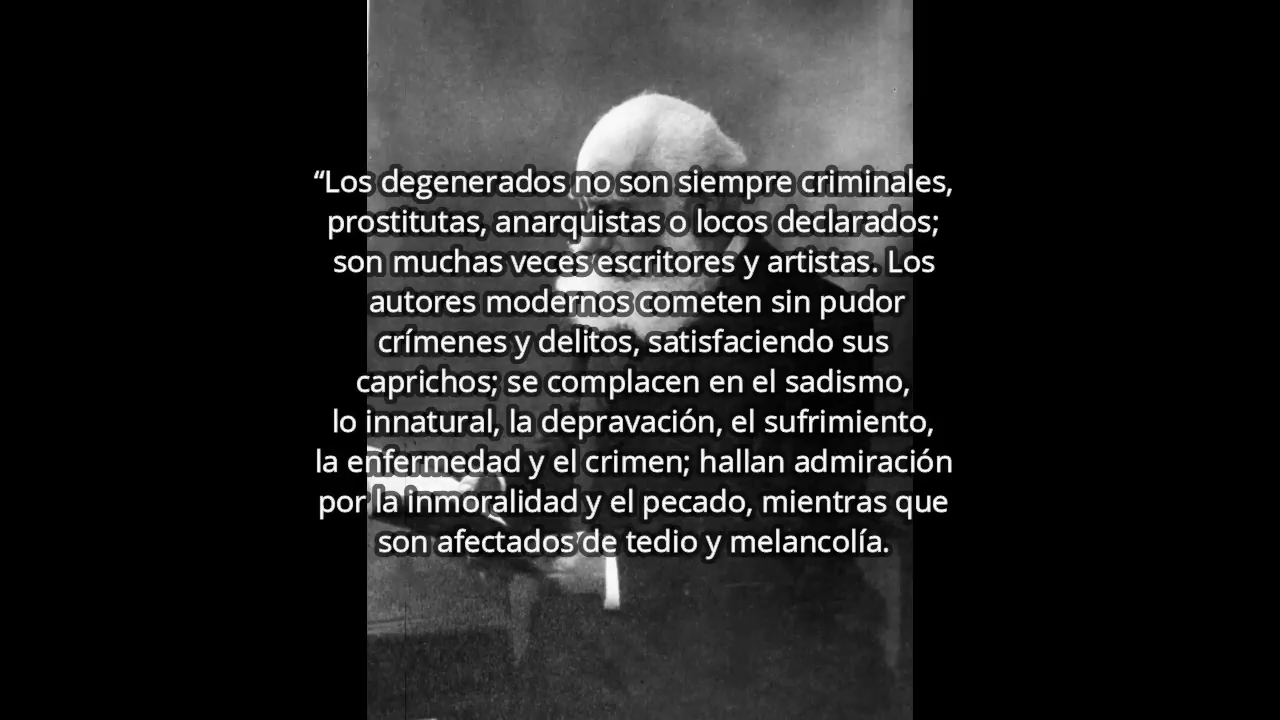 “Los degenerados no son siempre criminales,
prostitutas, anarquistas o locos declarados;
son muchas veces escritores y artistas. Los
autores modernos cometen sin pudor
crímenes y delitos, satisfaciendo sus
caprichos; se complacen en el sadismo,
lo innatural, la depravación, el sufrimiento,
la enfermedad y el crimen; hallan admiración
por la inmoralidad y el pecado, mientras que
son afectados de tedio y melancolía.